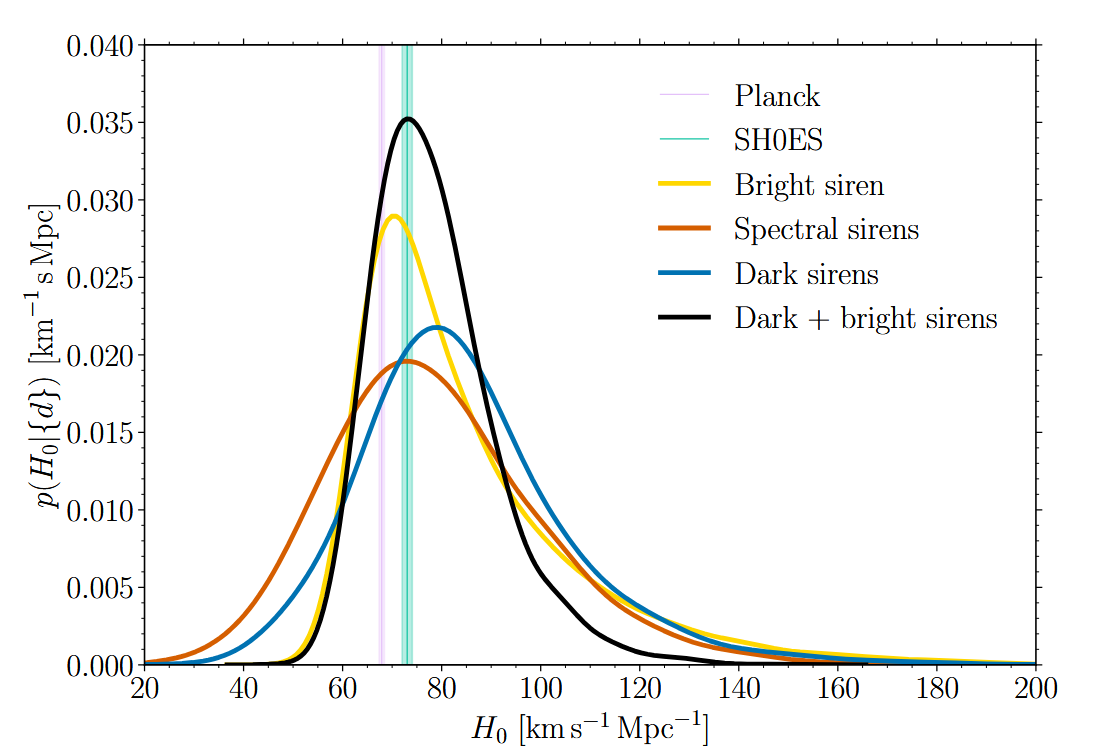 0.040
0.035
0.030
0.025
0.020
0.015
0.010
0.005
0.000
p(H₀|{d}) [km⁻¹ s Mpc]
Planck
SH0ES
Bright siren
Spectral sirens
Dark sirens
Dark + bright sirens
20 40 60 80 100 120 140 160 180 200
H₀ [km s⁻¹ Mpc⁻¹]